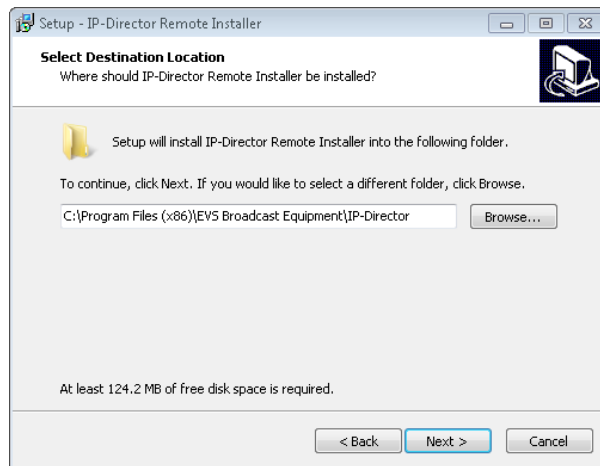 Setup - IP-Director Remote Installer
Select Destination Location
Where should IP-Director Remote Installer be installed?
Setup will install IP-Director Remote Installer into the following folder.
To continue, click Next. If you would like to select a different folder, click Browse.
C:\Program Files (x86)\EVS Broadcast Equipment\IP-Director
Browse...
At least 124.2 MB of free disk space is required.
< Back
Next >
Cancel